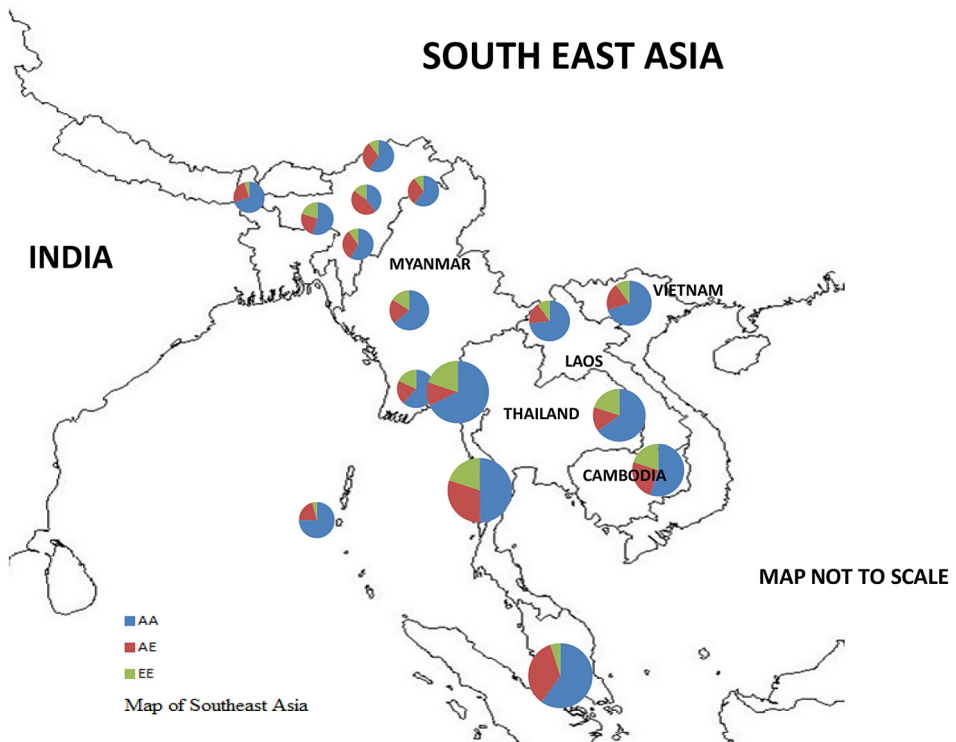 SOUTH EAST ASIA
INDIA
MYANMAR
VIETNAM
LAOS
THAILAND
CAMBODIA
MAP NOT TO SCALE
AA
AE
EE
Map of Southeast Asia